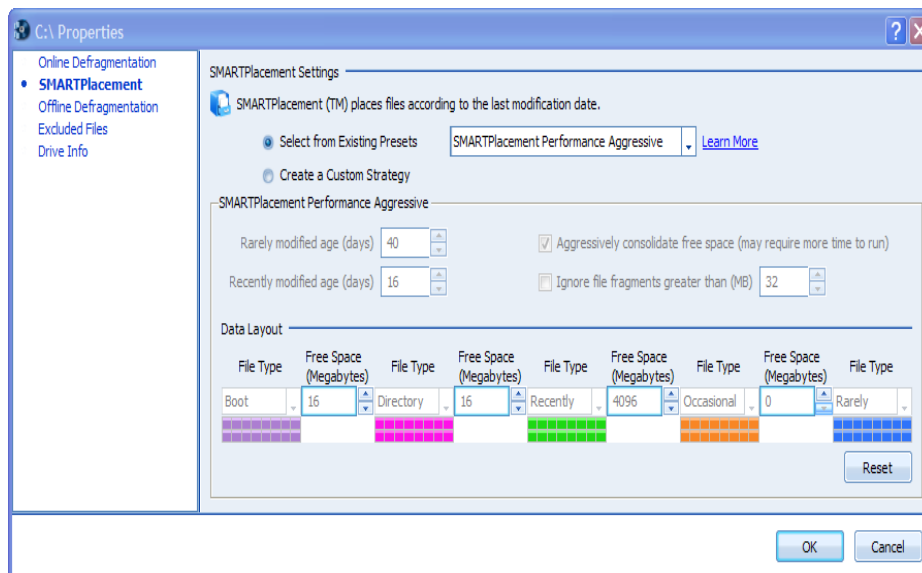 C:\ Properties
Online Defragmentation
SMARTPlacement
Offline Defragmentation
Excluded Files
Drive Info
SMARTPlacement Settings
SMARTPlacement (TM) places files according to the last modification date.
Select from Existing Presets SMARTPlacement Performance Aggressive Learn More
Create a Custom Strategy
SMARTPlacement Performance Aggressive
Rarely modified age (days) 40 Aggressively consolidate free space (may require more time to run)
Recently modified age (days) 16 Ignore file fragments greater than (MB) 32
Data Layout
File Type Free Space (Megabytes) File Type Free Space (Megabytes) File Type Free Space (Megabytes) File Type Free Space (Megabytes) File Type
Boot 16 Directory 16 Recently 4096 Occasional 0 Rarely
Reset
OK Cancel